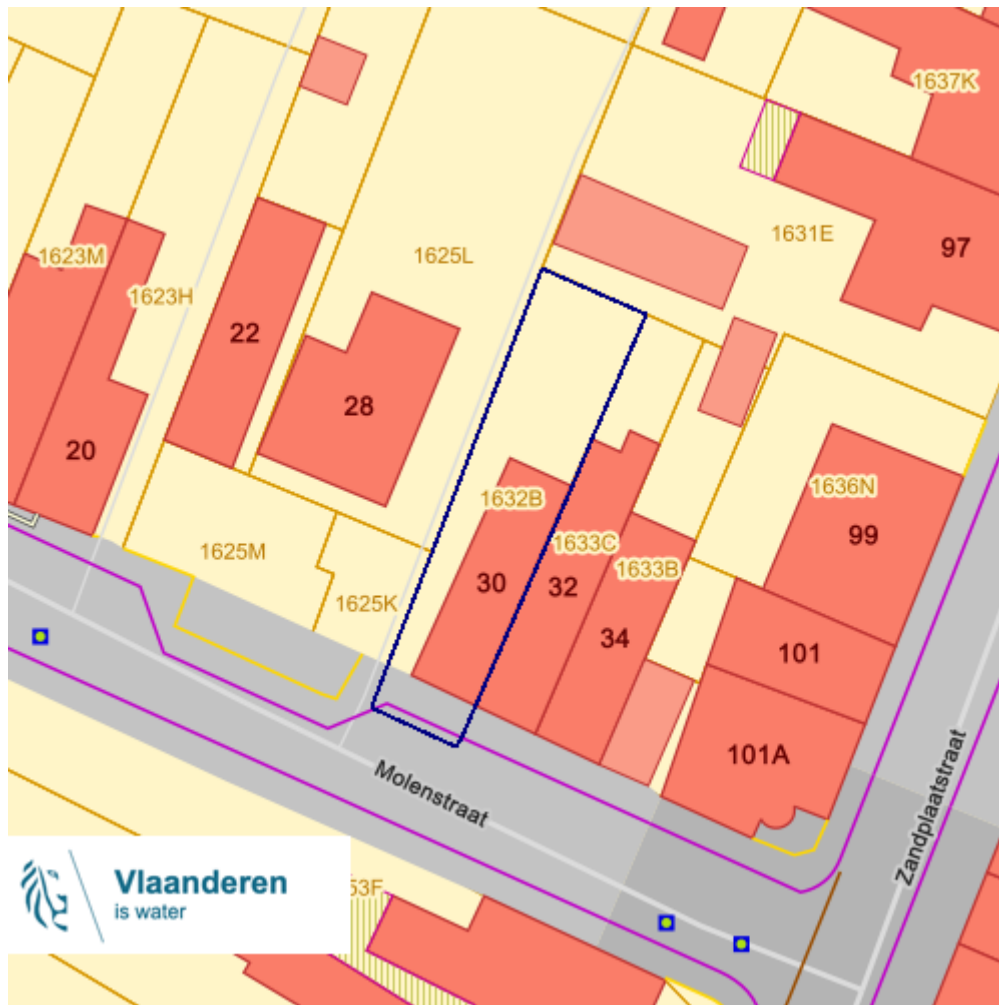 1637K
1631E
97
1623M
1625L
1623H
22
28
20
1636N
1632B
99
1633C
1625M
1633B
30
32
1625K
34
101
101A
Molenstraat
Zandplaatstraat
Vlaanderen
is water
53F